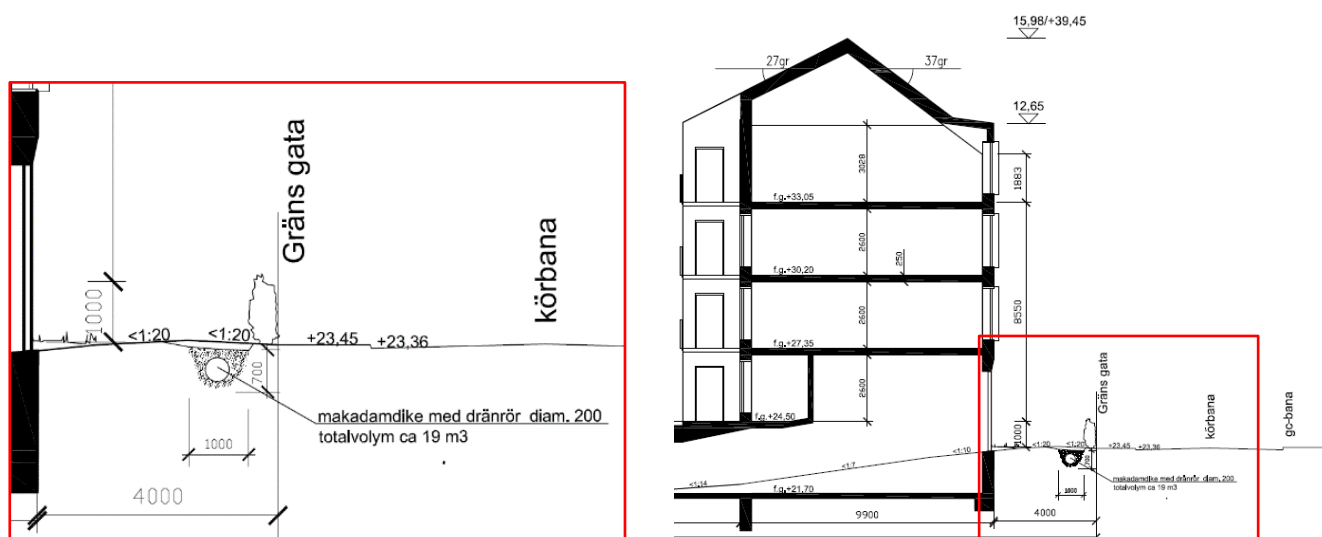 Gräns gata
körbana
1000
<1:20
<1:20
+23,45
+23,36
700
makadamdike med dränrör diam. 200
totalvolym ca 19 m3
1000
4000
15,98/+39,45
27gr
37gr
12,65
3028
1883
f.g.+33,05
2600
250
f.g.+30,20
8550
2600
f.g.+27,35
2600
Gräns gata
körbana
gc-bana
f.g.+24,50
1000
<1:20
<1:20
+23,45
+23,36
<1:10
700
<1:7
makadamdike med dränrör diam. 200
totalvolym ca 19 m3
<1:14
f.g.+21,70
1000
9900
4000